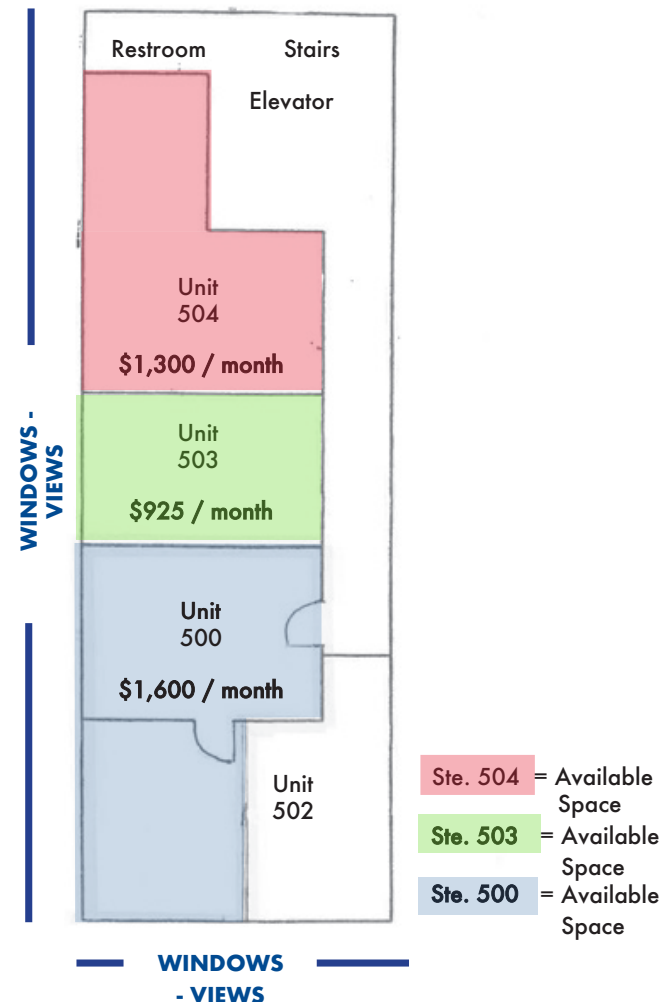 Restroom
Stairs
Elevator
Unit
504
$1,300 / month
WINDOWS -
VIEWS
Unit
503
$925 / month
Unit
500
$1,600 / month
Unit
502
Ste. 504 = Available
Space
Ste. 503 = Available
Space
Ste. 500 = Available
Space
WINDOWS
- VIEWS